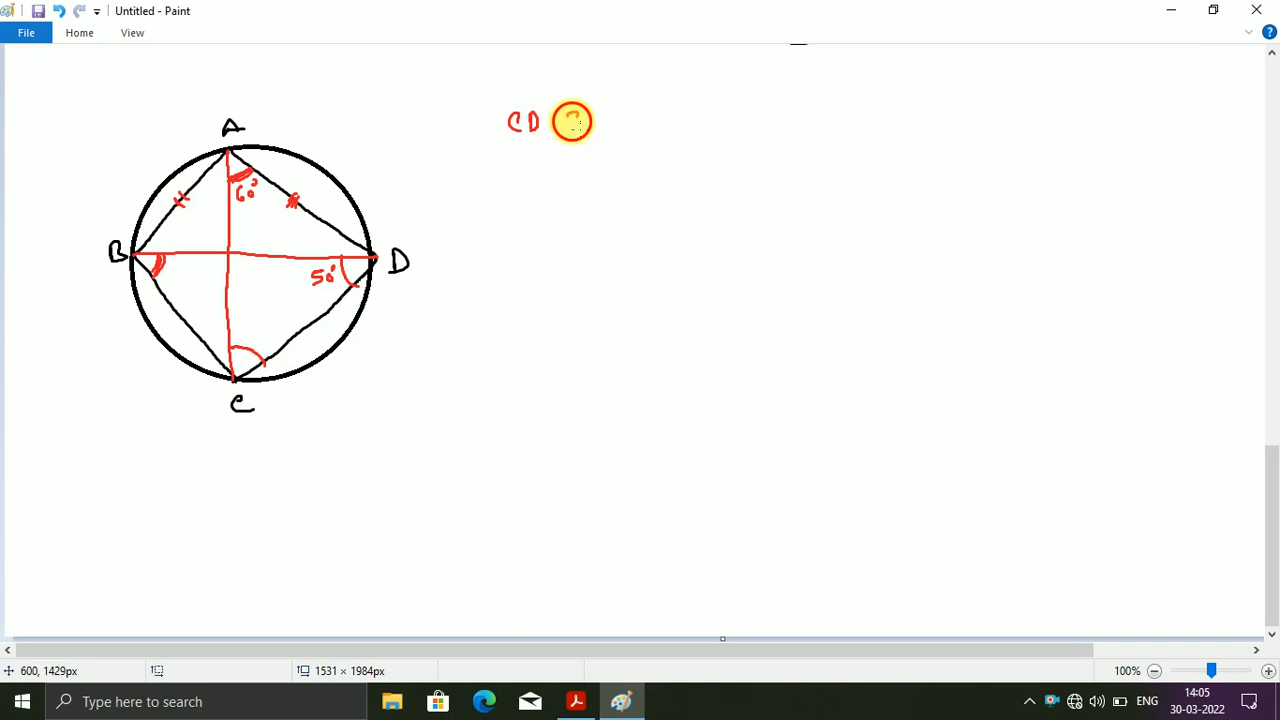 Untitled - Paint
File Home View
CD ?
A
60°
B
D
50°
C
600, 1429px
1531 × 1984px
100%
Type here to search
ENG
14:05
30-03-2022